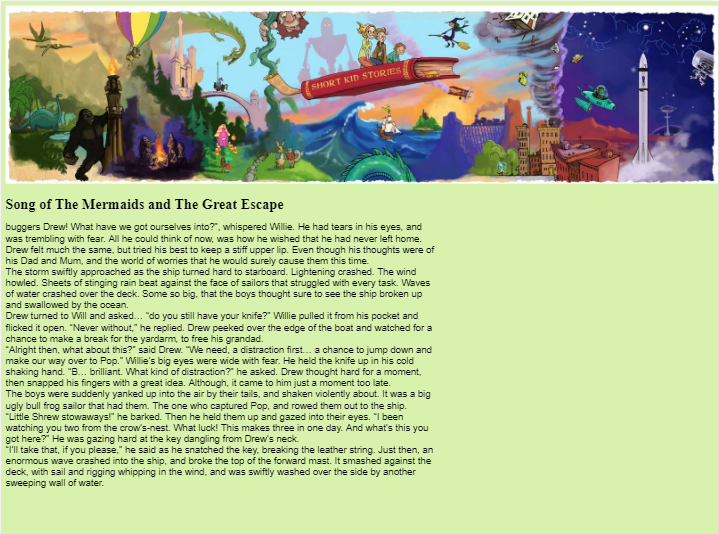 SHORT KID STORIES
Song of The Mermaids and The Great Escape
buggers Drew! What have we got ourselves into?”, whispered Willie. He had tears in his eyes, and
was trembling with fear. All he could think of now, was how he wished that he had never left home.
Drew felt much the same, but tried his best to keep a stiff upper lip. Even though his thoughts were of
his Dad and Mum, and the world of worries that he would surely cause them this time.
The storm swiftly approached as the ship turned hard to starboard. Lightening crashed. The wind
howled. Sheets of stinging rain beat against the face of sailors that struggled with every task. Waves
of water crashed over the deck. Some so big, that the boys thought sure to see the ship broken up
and swallowed by the ocean.
Drew turned to Will and asked… “do you still have your knife?” Willie pulled it from his pocket and
flicked it open. “Never without,” he replied. Drew peeked over the edge of the boat and watched for a
chance to make a break for the yardarm, to free his grandad.
“Alright then, what about this?” said Drew. “We need, a distraction first… a chance to jump down and
make our way over to Pop.” Willie’s big eyes were wide with fear. He held the knife up in his cold
shaking hand. “B… brilliant. What kind of distraction?” he asked. Drew thought hard for a moment,
then snapped his fingers with a great idea. Although, it came to him just a moment too late.
The boys were suddenly yanked up into the air by their tails, and shaken violently about. It was a big
ugly bull frog sailor that had them. The one who captured Pop, and rowed them out to the ship.
“Little Shrew stowaways!” he barked. Then he held them up and gazed into their eyes. “I been
watching you two from the crow’s-nest. What luck! This makes three in one day. And what’s this you
got here?” He was gazing hard at the key dangling from Drew’s neck.
“I’ll take that, if you please,” he said as he snatched the key, breaking the leather string. Just then, an
enormous wave crashed into the ship, and broke the top of the forward mast. It smashed against the
deck, with sail and rigging whipping in the wind, and was swiftly washed over the side by another
sweeping wall of water.